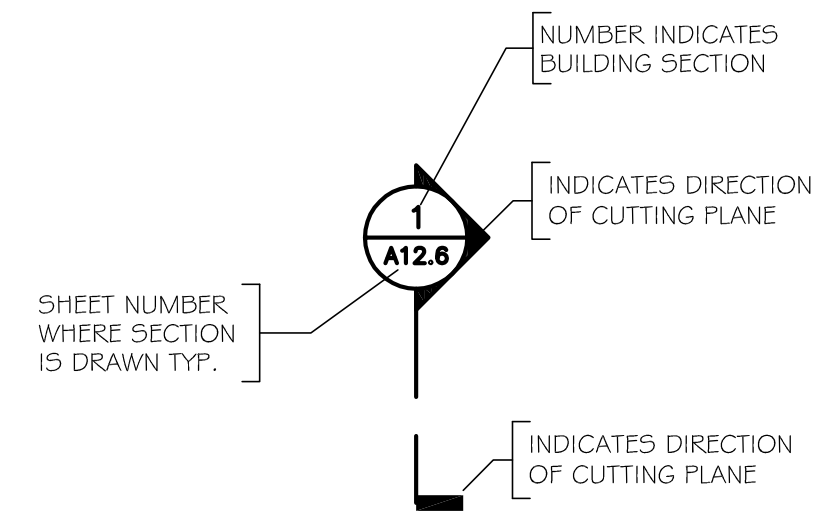 NUMBER INDICATES
BUILDING SECTION
INDICATES DIRECTION
OF CUTTING PLANE
1
A12.6
SHEET NUMBER
WHERE SECTION
IS DRAWN TYP.
INDICATES DIRECTION
OF CUTTING PLANE